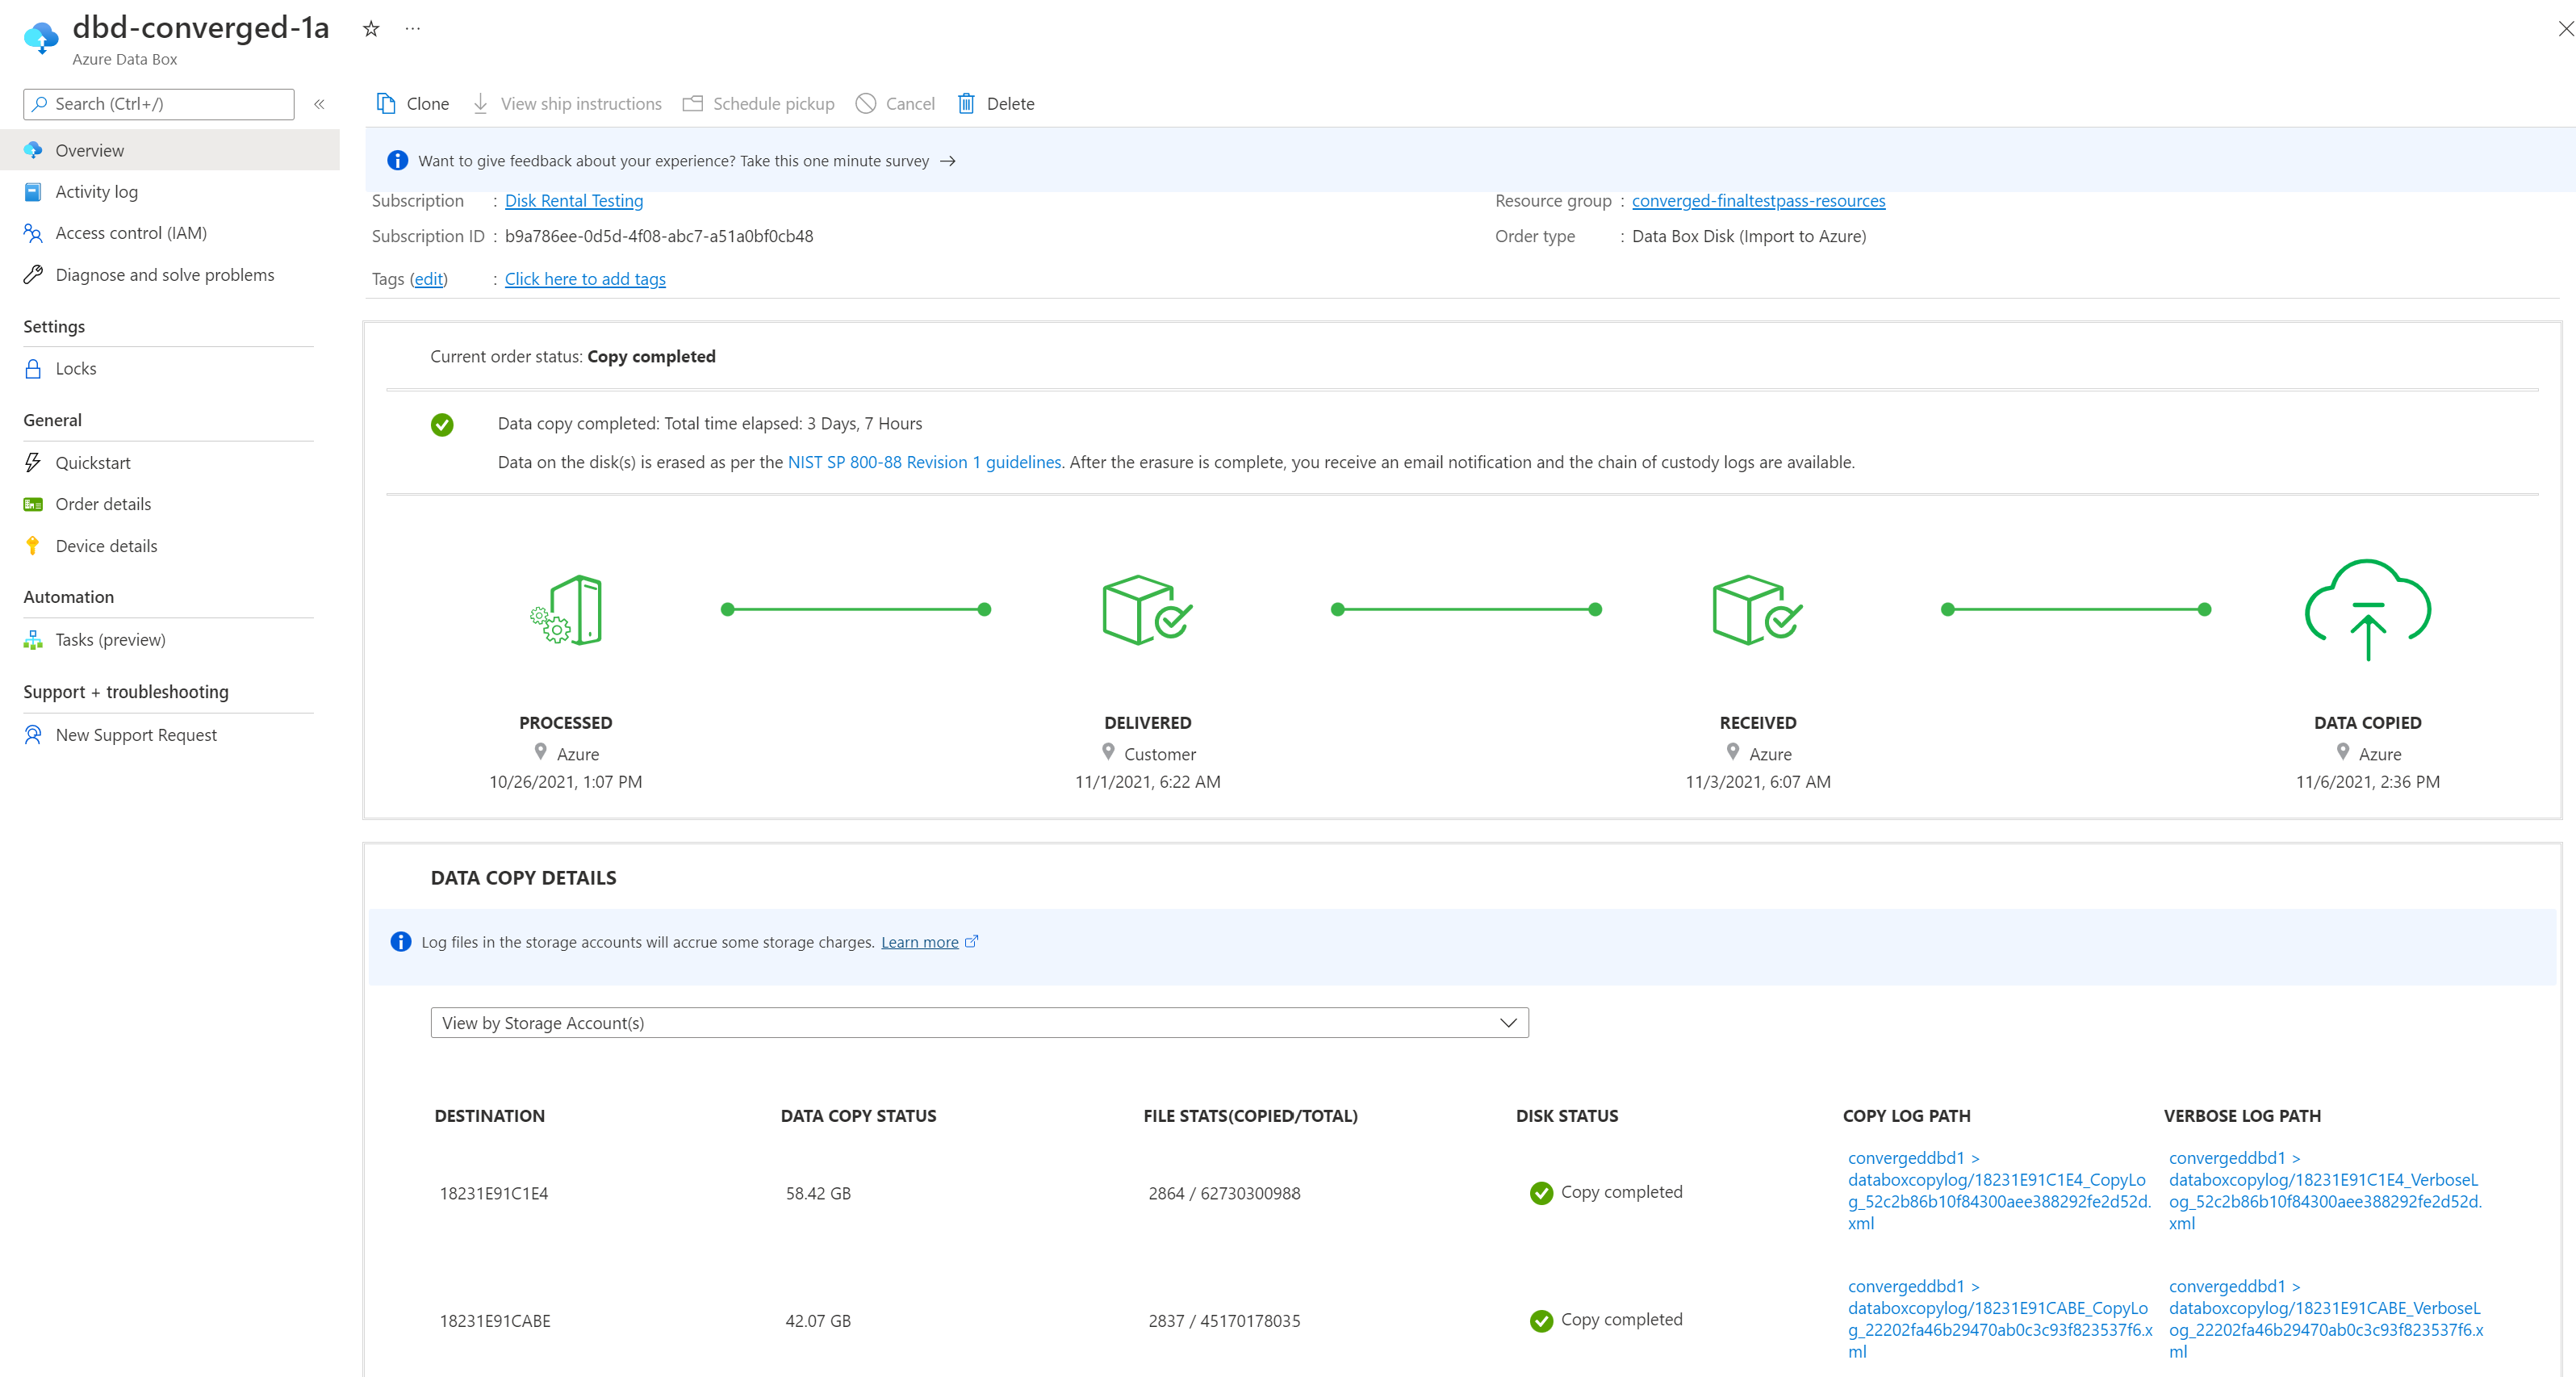 dbd-converged-1a
Azure Data Box
Search (Ctrl+/)
Overview
Activity log
Access control (IAM)
Diagnose and solve problems
Settings
Locks
General
Quickstart
Order details
Device details
Automation
Tasks (preview)
Support + troubleshooting
New Support Request
Clone View ship instructions Schedule pickup Cancel Delete
Want to give feedback about your experience? Take this one minute survey →
Subscription : Disk Rental Testing
Subscription ID : b9a786ee-0d5d-4f08-abc7-a51a0bf0cb48
Tags (edit) : Click here to add tags
Resource group : converged-finaltestpass-resources
Order type : Data Box Disk (Import to Azure)
Current order status: Copy completed
Data copy completed: Total time elapsed: 3 Days, 7 Hours
Data on the disk(s) is erased as per the NIST SP 800-88 Revision 1 guidelines. After the erasure is complete, you receive an email notification and the chain of custody logs are available.
PROCESSED
Azure
10/26/2021, 1:07 PM
DELIVERED
Customer
11/1/2021, 6:22 AM
RECEIVED
Azure
11/3/2021, 6:07 AM
DATA COPIED
Azure
11/6/2021, 2:36 PM
DATA COPY DETAILS
Log files in the storage accounts will accrue some storage charges. Learn more
View by Storage Account(s)
DESTINATION DATA COPY STATUS FILE STATS(COPIED/TOTAL) DISK STATUS COPY LOG PATH VERBOSE LOG PATH
18231E91C1E4 58.42 GB 2864 / 62730300988 Copy completed
convergeddbd1 >
databoxcopylog/18231E91C1E4_CopyLo
g_52c2b86b10f84300aee388292fe2d52d.
xml
convergeddbd1 >
databoxcopylog/18231E91C1E4_VerboseL
og_52c2b86b10f84300aee388292fe2d52d.
xml
18231E91CABE 42.07 GB 2837 / 45170178035 Copy completed
convergeddbd1 >
databoxcopylog/18231E91CABE_CopyLo
g_22202fa46b29470ab0c3c93f823537f6.x
ml
convergeddbd1 >
databoxcopylog/18231E91CABE_VerboseL
og_22202fa46b29470ab0c3c93f823537f6.x
ml